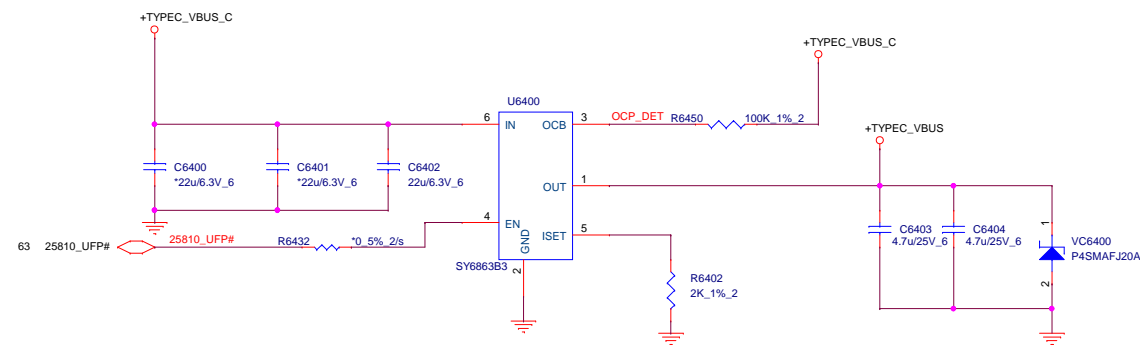 +TYPEC_VBUS_C
+TYPEC_VBUS_C
U6400
6 IN OCB 3 OCP_DET R6450 100K_1%_2
+TYPEC_VBUS
C6400
*22u/6.3V_6
C6401
*22u/6.3V_6
C6402
22u/6.3V_6
OUT 1
4 EN
ISET 5
GND
2
SY6863B3
63 25810_UFP# 25810_UFP# R6432 *0_5%_2/s
R6402
2K_1%_2
C6403
4.7u/25V_6
C6404
4.7u/25V_6
1
VC6400
P4SMAFJ20A
2